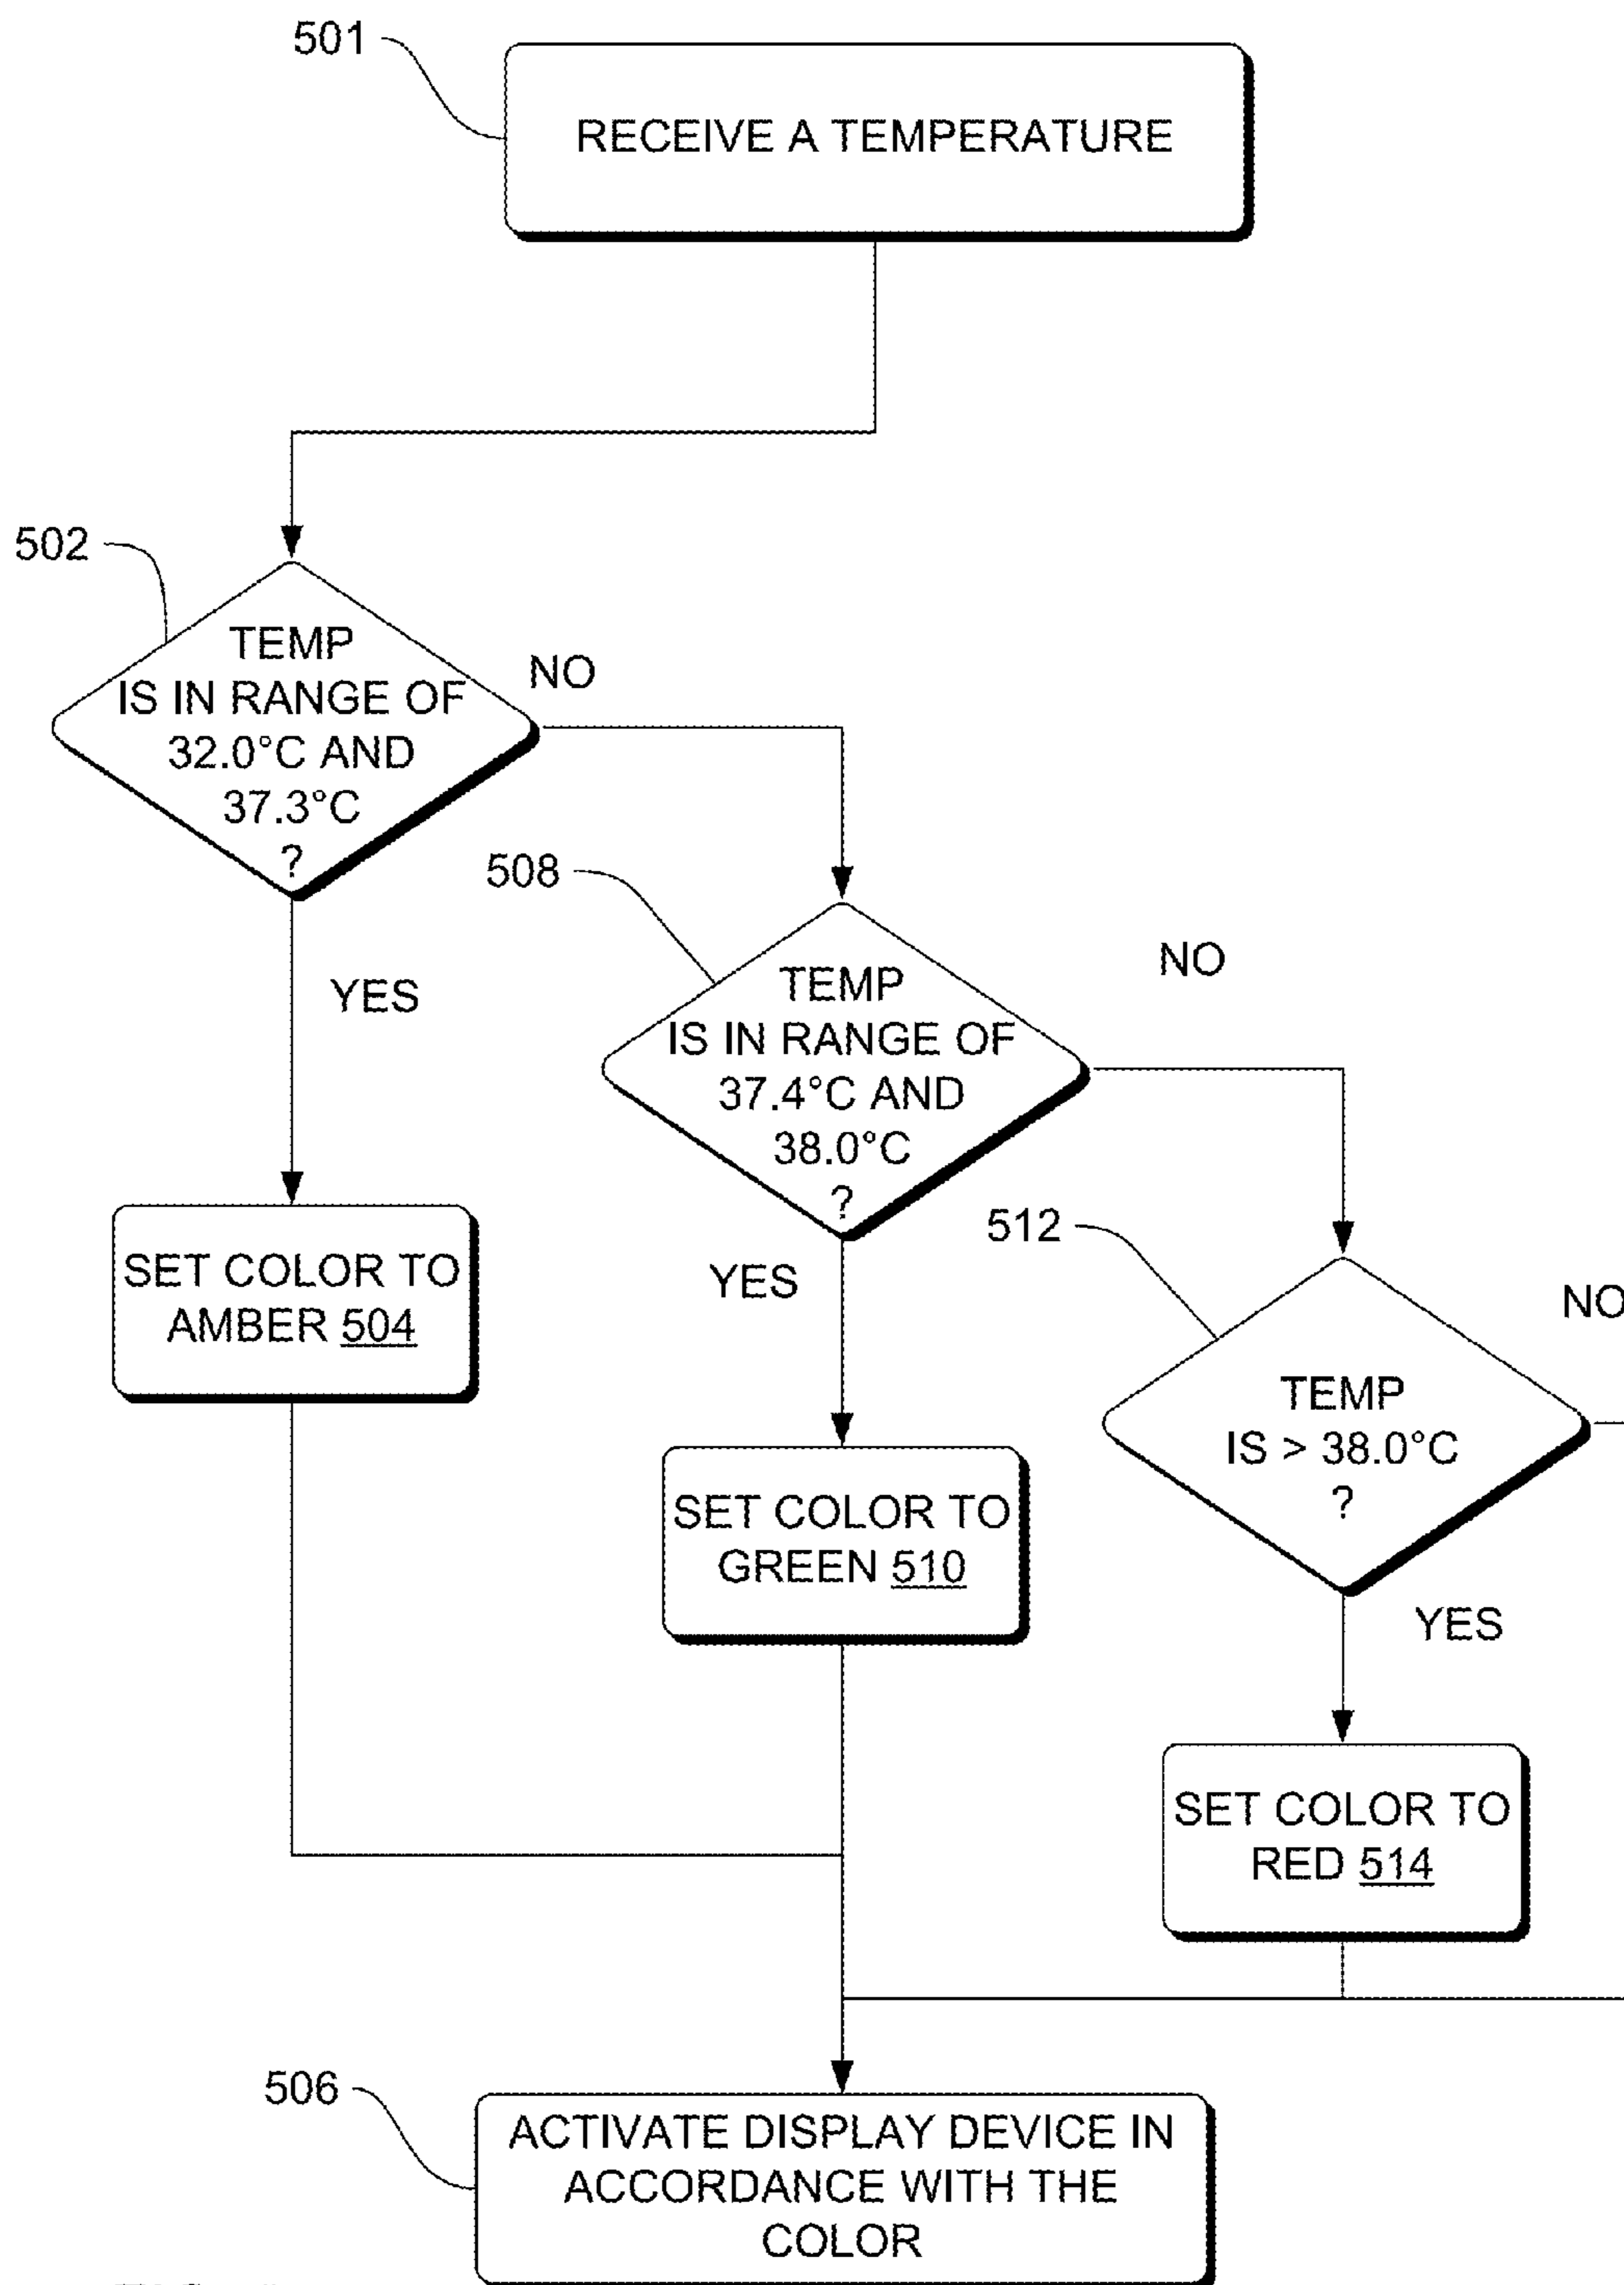 501
RECEIVE A TEMPERATURE
502
TEMP
IS IN RANGE OF
32.0°C AND
37.3°C
?
NO
YES
508
TEMP
IS IN RANGE OF
37.4°C AND
38.0°C
?
NO
YES
512
TEMP
IS > 38.0°C
?
NO
YES
SET COLOR TO
AMBER 504
SET COLOR TO
GREEN 510
SET COLOR TO
RED 514
506
ACTIVATE DISPLAY DEVICE IN
ACCORDANCE WITH THE
COLOR